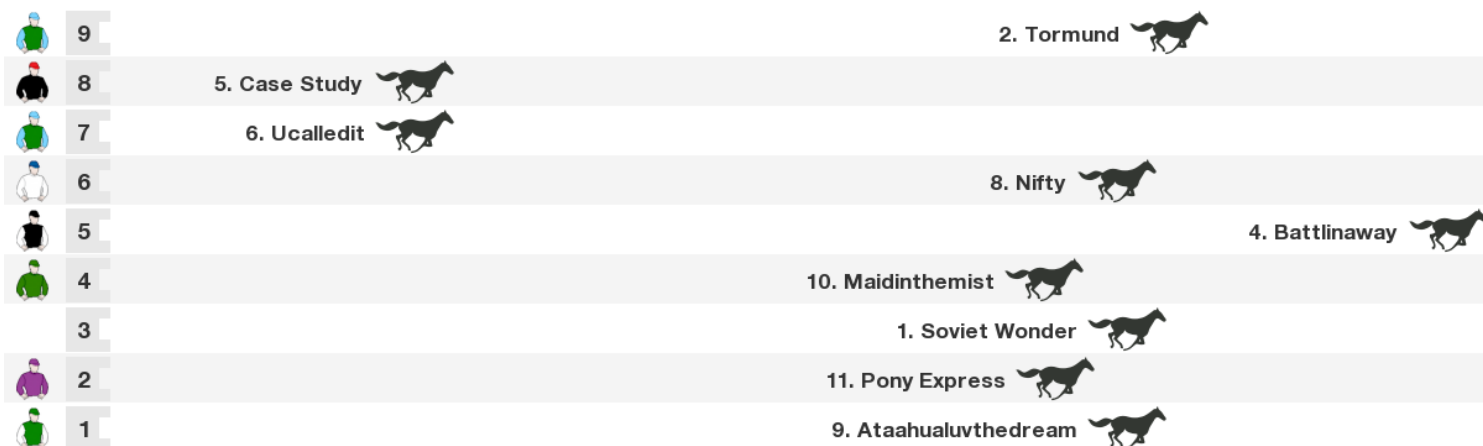 9 2. Tormund
8 5. Case Study
7 6. Ucalledit
6 8. Nifty
5 4. Battlinaway
4 10. Maidinthemist
3 1. Soviet Wonder
2 11. Pony Express
1 9. Ataahualuvthedream